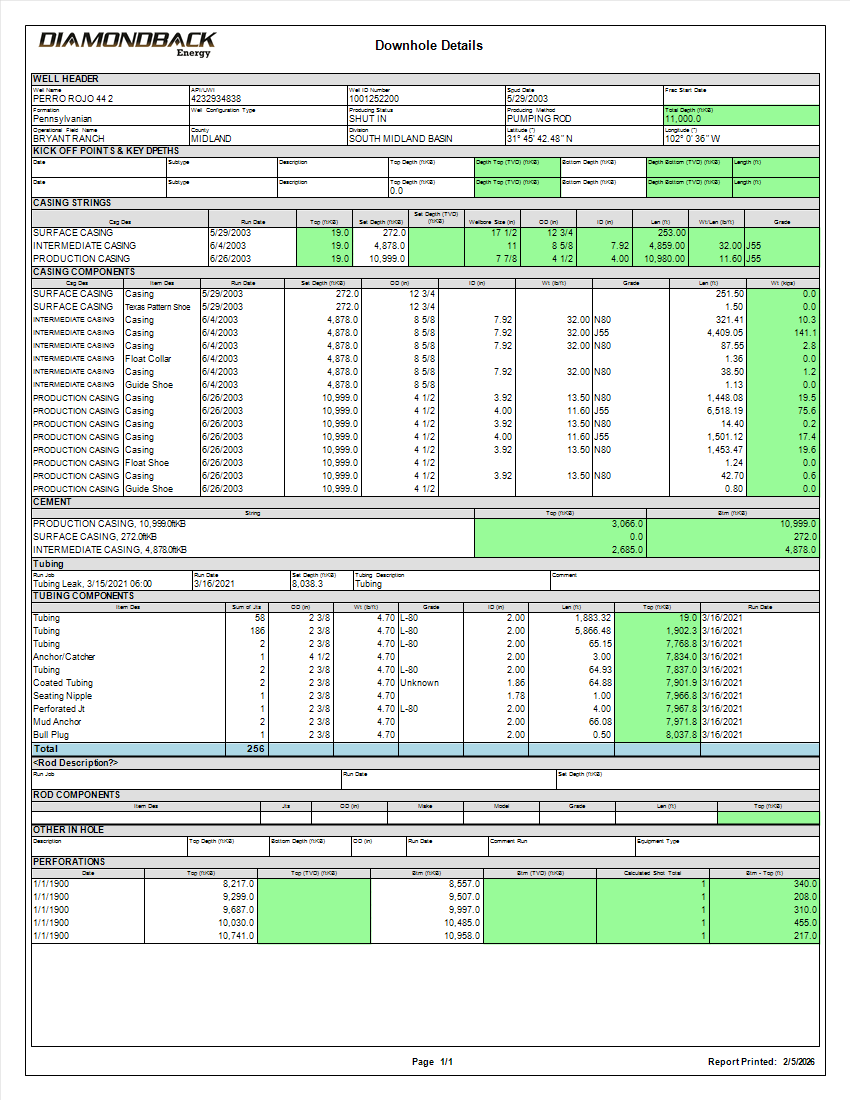 DIAMONDBACK
Energy
Downhole Details
WELL HEADER
Well Name API/UWI Well ID Number Spud Date Frac Start Date
PERRO ROJO 44 2 4232934838 1001252200 5/29/2003
Formation Well Configuration Type Producing Status Producing Method Total Depth (ftKB)
Pennsylvanian SHUT IN PUMPING ROD 11,000.0
Operational Field Name County Division Latitude (°) Longitude (°)
BRYANT RANCH MIDLAND SOUTH MIDLAND BASIN 31° 45' 42.48" N 102° 0' 36" W
KICK OFF POINTS & KEY DPETHS
Date Subtype Description Top Depth (ftKB) Depth Top (TVD) (ftKB) Bottom Depth (ftKB) Depth Bottom (TVD) (ftKB) Length (ft)
Date Subtype Description Top Depth (ftKB) Depth Top (TVD) (ftKB) Bottom Depth (ftKB) Depth Bottom (TVD) (ftKB) Length (ft)
0.0
CASING STRINGS
Csg Des Run Date Top (ftKB) Set Depth (ftKB) Set Depth (TVD) (ftKB) Wellbore Size (in) OD (in) ID (in) Len (ft) Wt/Len (lb/ft) Grade
SURFACE CASING 5/29/2003 19.0 272.0 17 1/2 12 3/4 253.00
INTERMEDIATE CASING 6/4/2003 19.0 4,878.0 11 8 5/8 7.92 4,859.00 32.00 J55
PRODUCTION CASING 6/26/2003 19.0 10,999.0 7 7/8 4 1/2 4.00 10,980.00 11.60 J55
CASING COMPONENTS
Csg Des Item Des Run Date Set Depth (ftKB) OD (in) ID (in) Wt (lb/ft) Grade Len (ft) Wt (kips)
SURFACE CASING Casing 5/29/2003 272.0 12 3/4 251.50 0.0
SURFACE CASING Texas Pattern Shoe 5/29/2003 272.0 12 3/4 1.50 0.0
INTERMEDIATE CASING Casing 6/4/2003 4,878.0 8 5/8 7.92 32.00 N80 321.41 10.3
INTERMEDIATE CASING Casing 6/4/2003 4,878.0 8 5/8 7.92 32.00 J55 4,409.05 141.1
INTERMEDIATE CASING Casing 6/4/2003 4,878.0 8 5/8 7.92 32.00 N80 87.55 2.8
INTERMEDIATE CASING Float Collar 6/4/2003 4,878.0 8 5/8 1.36 0.0
INTERMEDIATE CASING Casing 6/4/2003 4,878.0 8 5/8 7.92 32.00 N80 38.50 1.2
INTERMEDIATE CASING Guide Shoe 6/4/2003 4,878.0 8 5/8 1.13 0.0
PRODUCTION CASING Casing 6/26/2003 10,999.0 4 1/2 3.92 13.50 N80 1,448.08 19.5
PRODUCTION CASING Casing 6/26/2003 10,999.0 4 1/2 4.00 11.60 J55 6,518.19 75.6
PRODUCTION CASING Casing 6/26/2003 10,999.0 4 1/2 3.92 13.50 N80 14.40 0.2
PRODUCTION CASING Casing 6/26/2003 10,999.0 4 1/2 4.00 11.60 J55 1,501.12 17.4
PRODUCTION CASING Casing 6/26/2003 10,999.0 4 1/2 3.92 13.50 N80 1,453.47 19.6
PRODUCTION CASING Float Shoe 6/26/2003 10,999.0 4 1/2 1.24 0.0
PRODUCTION CASING Casing 6/26/2003 10,999.0 4 1/2 3.92 13.50 N80 42.70 0.6
PRODUCTION CASING Guide Shoe 6/26/2003 10,999.0 4 1/2 0.80 0.0
CEMENT
String Top (ftKB) Btm (ftKB)
PRODUCTION CASING, 10,999.0ftKB 3,066.0 10,999.0
SURFACE CASING, 272.0ftKB 0.0 272.0
INTERMEDIATE CASING, 4,878.0ftKB 2,685.0 4,878.0
Tubing
Run Job Run Date Set Depth (ftKB) Tubing Description Comment
Tubing Leak, 3/15/2021 06:00 3/16/2021 8,038.3 Tubing
TUBING COMPONENTS
Item Des Sum of Jts OD (in) Wt (lb/ft) Grade ID (in) Len (ft) Top (ftKB) Run Date
Tubing 58 2 3/8 4.70 L-80 2.00 1,883.32 19.0 3/16/2021
Tubing 186 2 3/8 4.70 L-80 2.00 5,866.48 1,902.3 3/16/2021
Tubing 2 2 3/8 4.70 L-80 2.00 65.15 7,768.8 3/16/2021
Anchor/Catcher 1 4 1/2 4.70 2.00 3.00 7,834.0 3/16/2021
Tubing 2 2 3/8 4.70 L-80 2.00 64.93 7,837.0 3/16/2021
Coated Tubing 2 2 3/8 4.70 Unknown 1.86 64.88 7,901.9 3/16/2021
Seating Nipple 1 2 3/8 4.70 1.78 1.00 7,966.8 3/16/2021
Perforated Jt 1 2 3/8 4.70 L-80 2.00 4.00 7,967.8 3/16/2021
Mud Anchor 2 2 3/8 4.70 2.00 66.08 7,971.8 3/16/2021
Bull Plug 1 2 3/8 4.70 2.00 0.50 8,037.8 3/16/2021
Total 256
<Rod Description?>
Run Job Run Date Set Depth (ftKB)
ROD COMPONENTS
Item Des Jts OD (in) Make Model Grade Len (ft) Top (ftKB)
OTHER IN HOLE
Description Top Depth (ftKB) Bottom Depth (ftKB) OD (in) Run Date Comment Run Equipment Type
PERFORATIONS
Date Top (ftKB) Top (TVD) (ftKB) Btm (ftKB) Btm (TVD) (ftKB) Calculated Shot Total Btm - Top (ft)
1/1/1900 8,217.0 8,557.0 1 340.0
1/1/1900 9,299.0 9,507.0 1 208.0
1/1/1900 9,687.0 9,997.0 1 310.0
1/1/1900 10,030.0 10,485.0 1 455.0
1/1/1900 10,741.0 10,958.0 1 217.0
Page 1/1
Report Printed: 2/5/2026